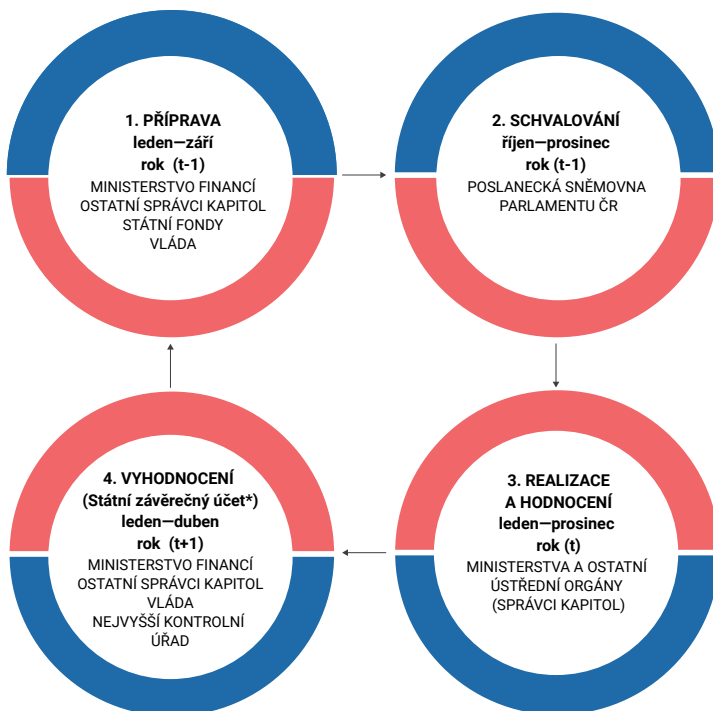 1. PŘÍPRAVA
leden—září
rok (t-1)
MINISTERSTVO FINANCÍ
OSTATNÍ SPRÁVCI KAPITOL
STÁTNÍ FONDY
VLÁDA
2. SCHVALOVÁNÍ
říjen—prosinec
rok (t-1)
POSLANECKÁ SNĚMOVNA
PARLAMENTU ČR
3. REALIZACE
A HODNOCENÍ
leden—prosinec
rok (t)
MINISTERSTVA A OSTATNÍ
ÚSTŘEDNÍ ORGÁNY
(SPRÁVCI KAPITOL)
4. VYHODNOCENÍ
(Státní závěrečný účet*)
leden—duben
rok (t+1)
MINISTERSTVO FINANCÍ
OSTATNÍ SPRÁVCI KAPITOL
VLÁDA
NEJVYŠŠÍ KONTROLNÍ
ÚŘAD